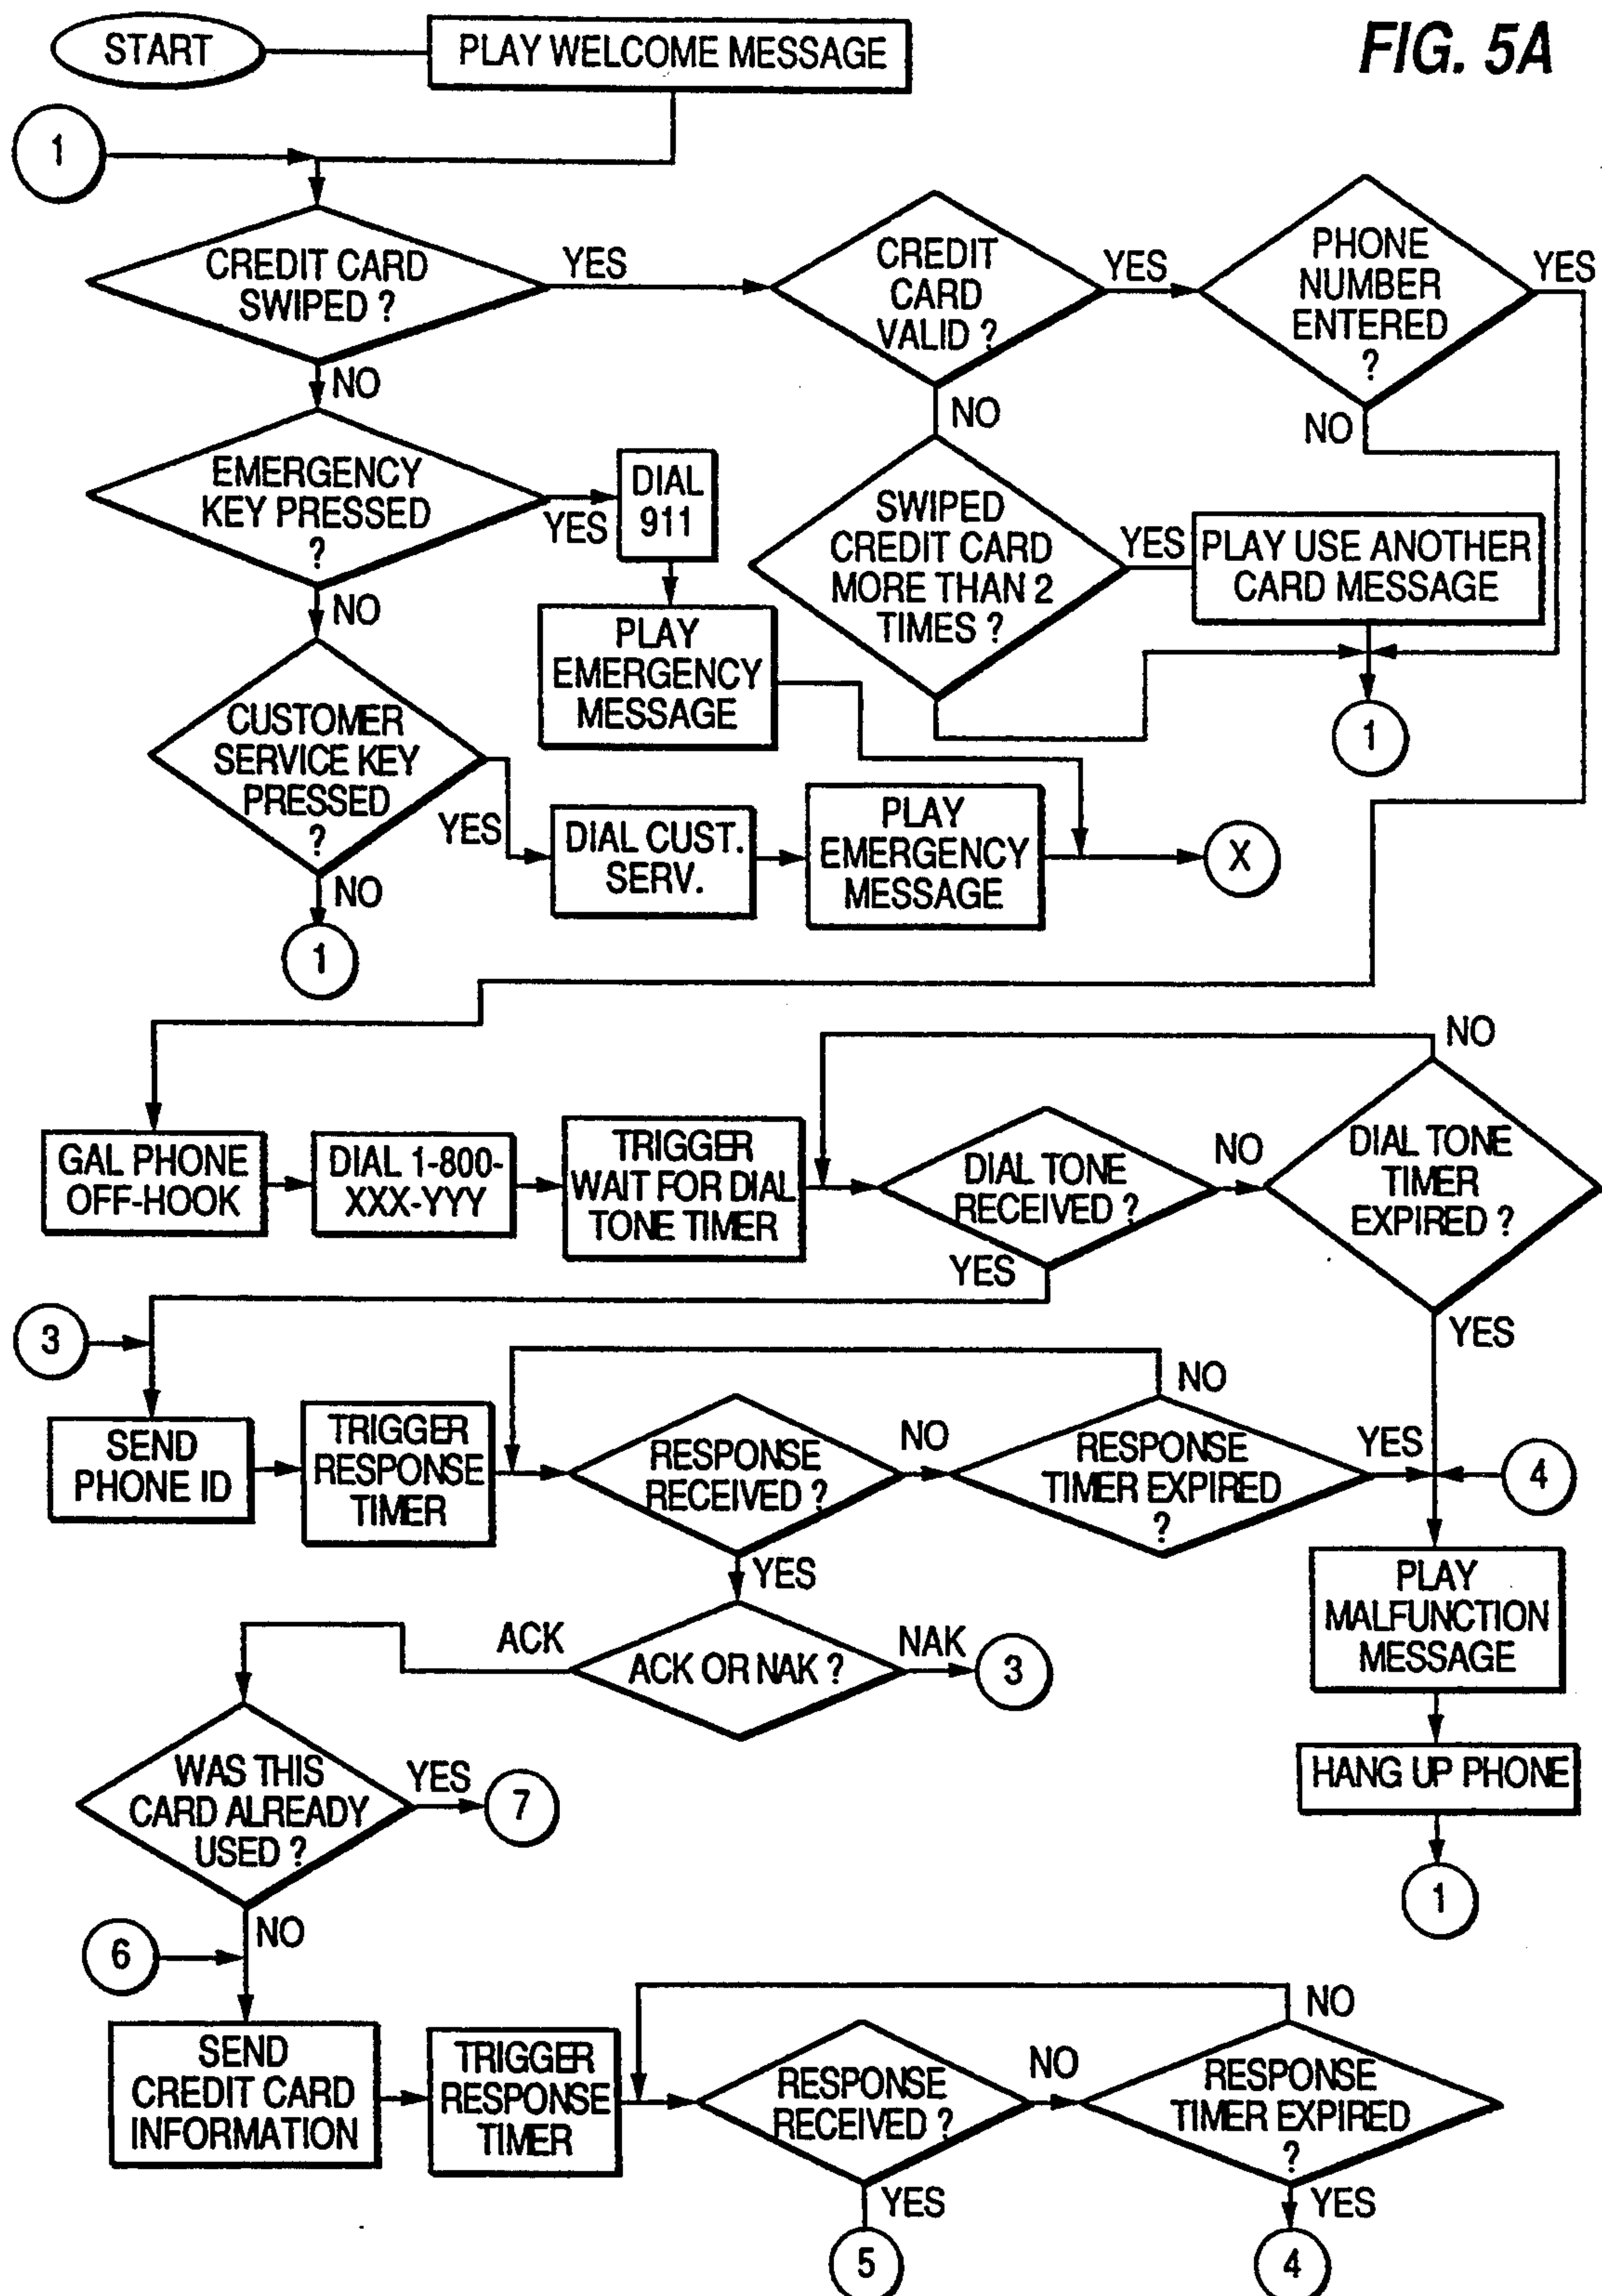 START
PLAY WELCOME MESSAGE
FIG. 5A
1
CREDIT CARD
SWIPED ?
YES
CREDIT
CARD
VALID ?
YES
PHONE
NUMBER
ENTERED
?
YES
NO
NO
NO
EMERGENCY
KEY PRESSED
?
YES
DIAL
911
SWIPED
CREDIT CARD
MORE THAN 2
TIMES ?
YES
PLAY USE ANOTHER
CARD MESSAGE
1
NO
PLAY
EMERGENCY
MESSAGE
CUSTOMER
SERVICE KEY
PRESSED
?
YES
DIAL CUST.
SERV.
PLAY
EMERGENCY
MESSAGE
X
NO
1
GAL PHONE
OFF-HOOK
DIAL 1-800-
XXX-YYY
TRIGGER
WAIT FOR DIAL
TONE TIMER
DIAL TONE
RECEIVED ?
NO
DIAL TONE
TIMER
EXPIRED ?
NO
YES
YES
3
SEND
PHONE ID
TRIGGER
RESPONSE
TIMER
RESPONSE
RECEIVED ?
NO
RESPONSE
TIMER EXPIRED
?
NO
YES
4
YES
PLAY
MALFUNCTION
MESSAGE
ACK
ACK OR NAK ?
NAK
3
HANG UP PHONE
1
WAS THIS
CARD ALREADY
USED ?
YES
7
NO
6
SEND
CREDIT CARD
INFORMATION
TRIGGER
RESPONSE
TIMER
RESPONSE
RECEIVED ?
NO
RESPONSE
TIMER EXPIRED
?
NO
YES
5
YES
4